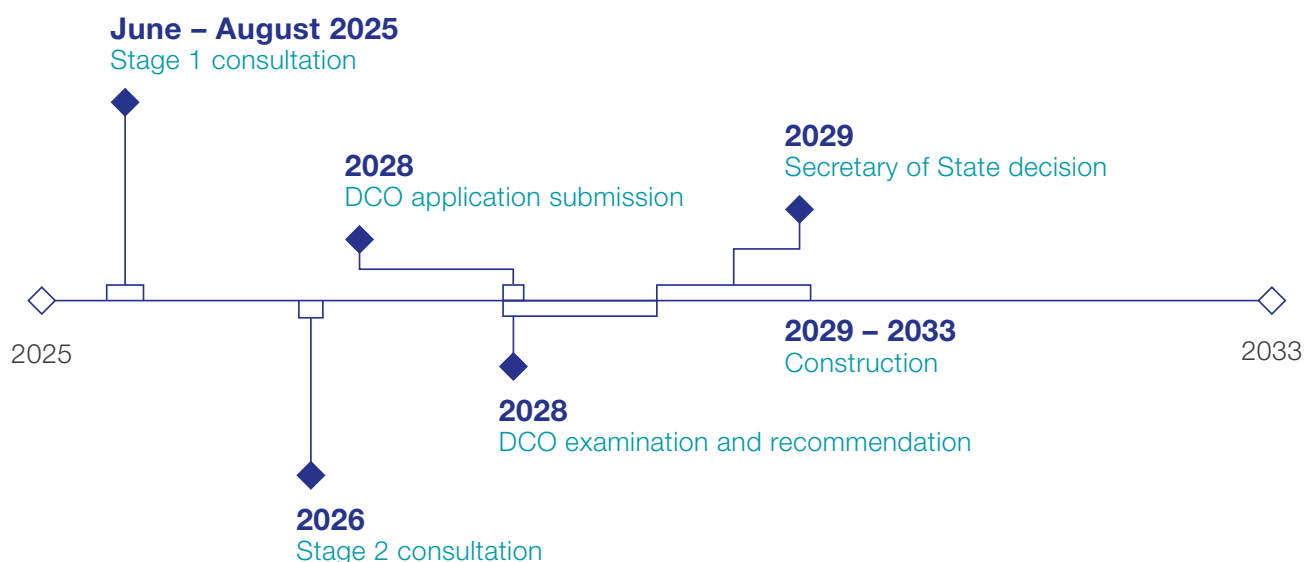 June – August 2025
Stage 1 consultation
2028
DCO application submission
2029
Secretary of State decision
2025
2029 – 2033
Construction
2033
2028
DCO examination and recommendation
2026
Stage 2 consultation